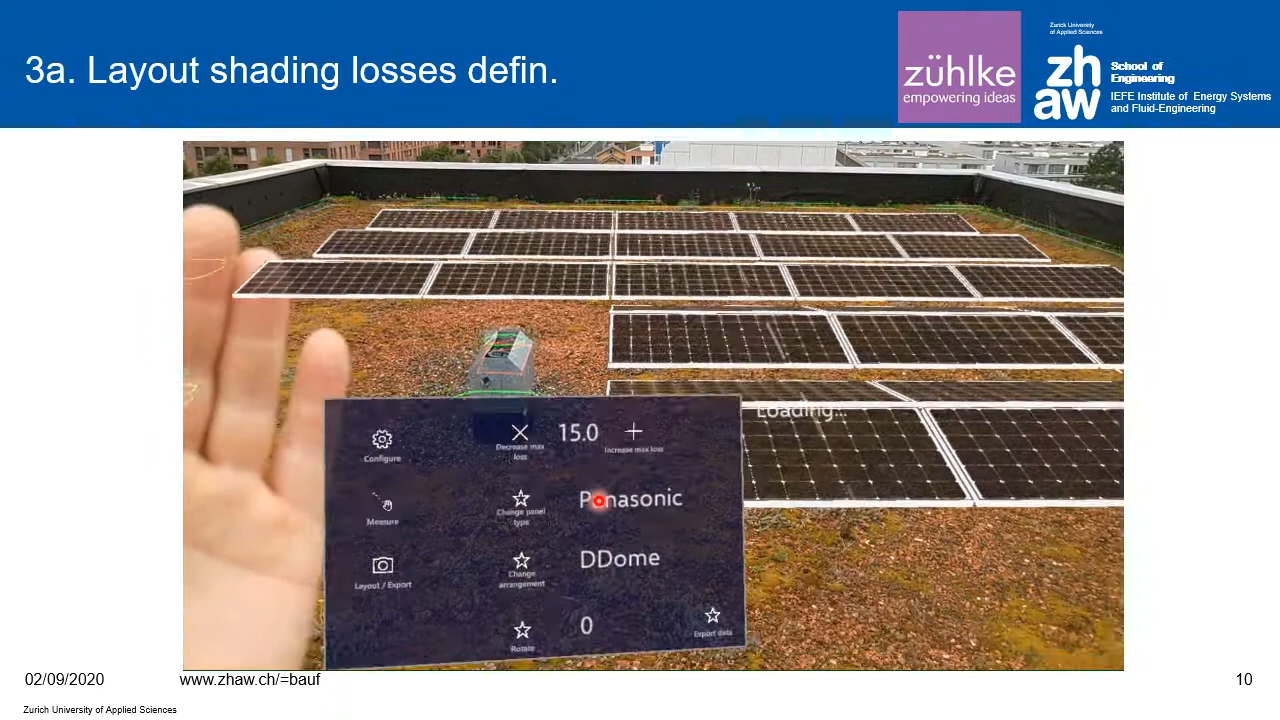 3a. Layout shading losses defin.
zühlke
empowering ideas
Zurich University
of Applied Sciences
zh
aw
School of
Engineering
IEFE Institute of Energy Systems
and Fluid-Engineering
Loading...
Configure
Decrease max
loss
15.0
Increase max loss
Measure
Change panel
type
Panasonic
Layout / Export
Change
arrangement
DDome
Rotate
0
Export data
02/09/2020
www.zhaw.ch/=bauf
10
Zurich University of Applied Sciences